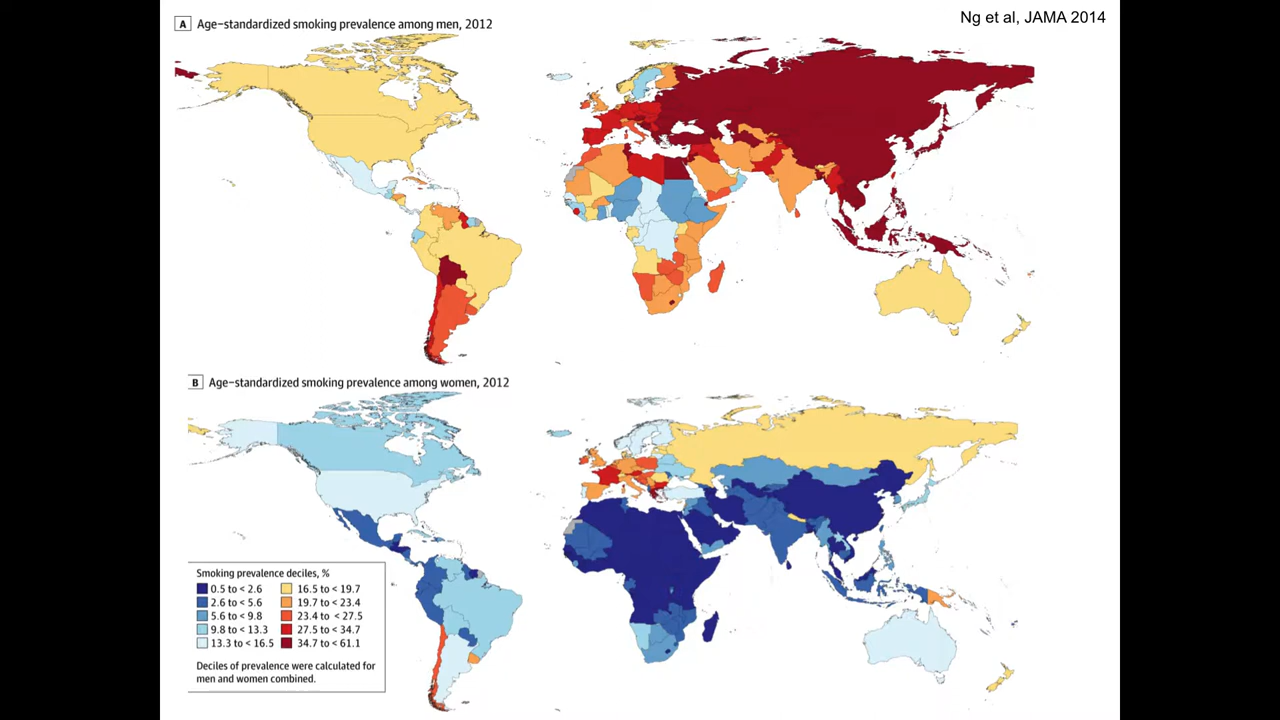 A Age–standardized smoking prevalence among men, 2012
Ng et al, JAMA 2014
B Age–standardized smoking prevalence among women, 2012
Smoking prevalence deciles, %
0.5 to < 2.6
2.6 to < 5.6
5.6 to < 9.8
9.8 to < 13.3
13.3 to < 16.5
16.5 to < 19.7
19.7 to < 23.4
23.4 to < 27.5
27.5 to < 34.7
34.7 to < 61.1
Deciles of prevalence were calculated for
men and women combined.